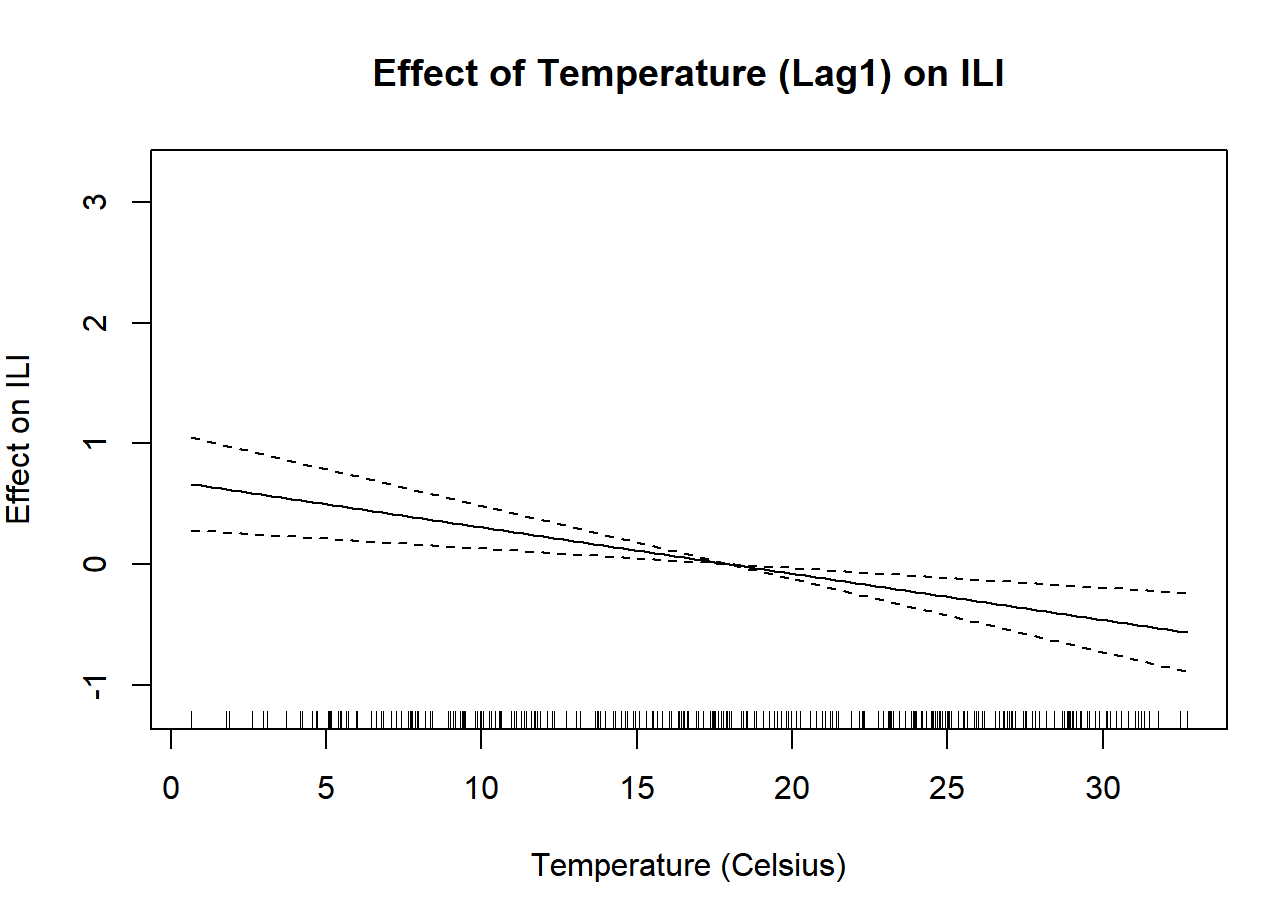 Effect of Temperature (Lag1) on ILI
Effect on ILI
3
2
1
0
-1
0 5 10 15 20 25 30
Temperature (Celsius)